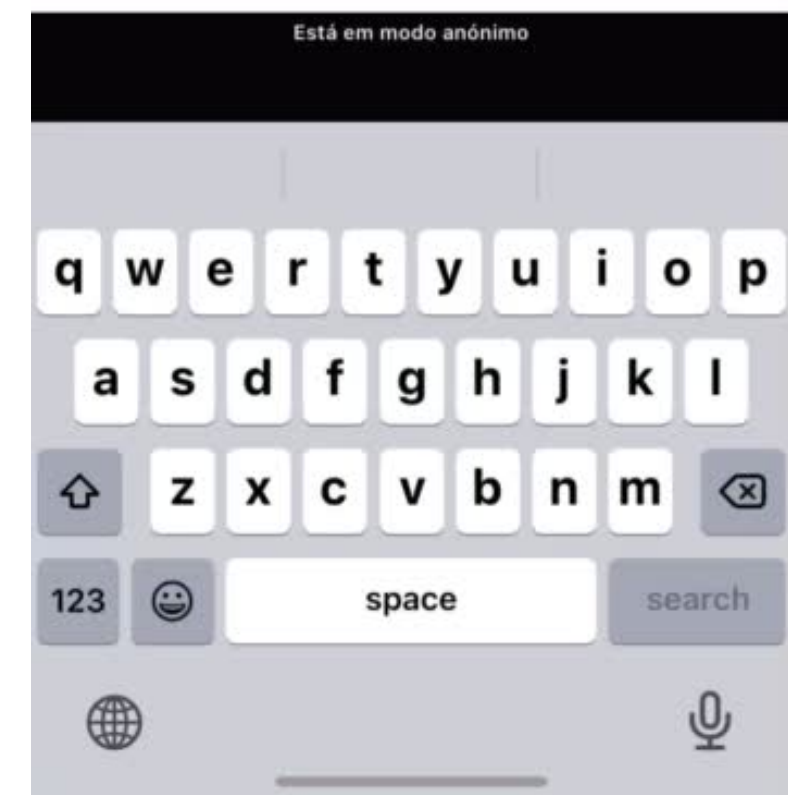 Está em modo anónimo
q w e r t y u i o p
a s d f g h j k l
z x c v b n m
123 space search